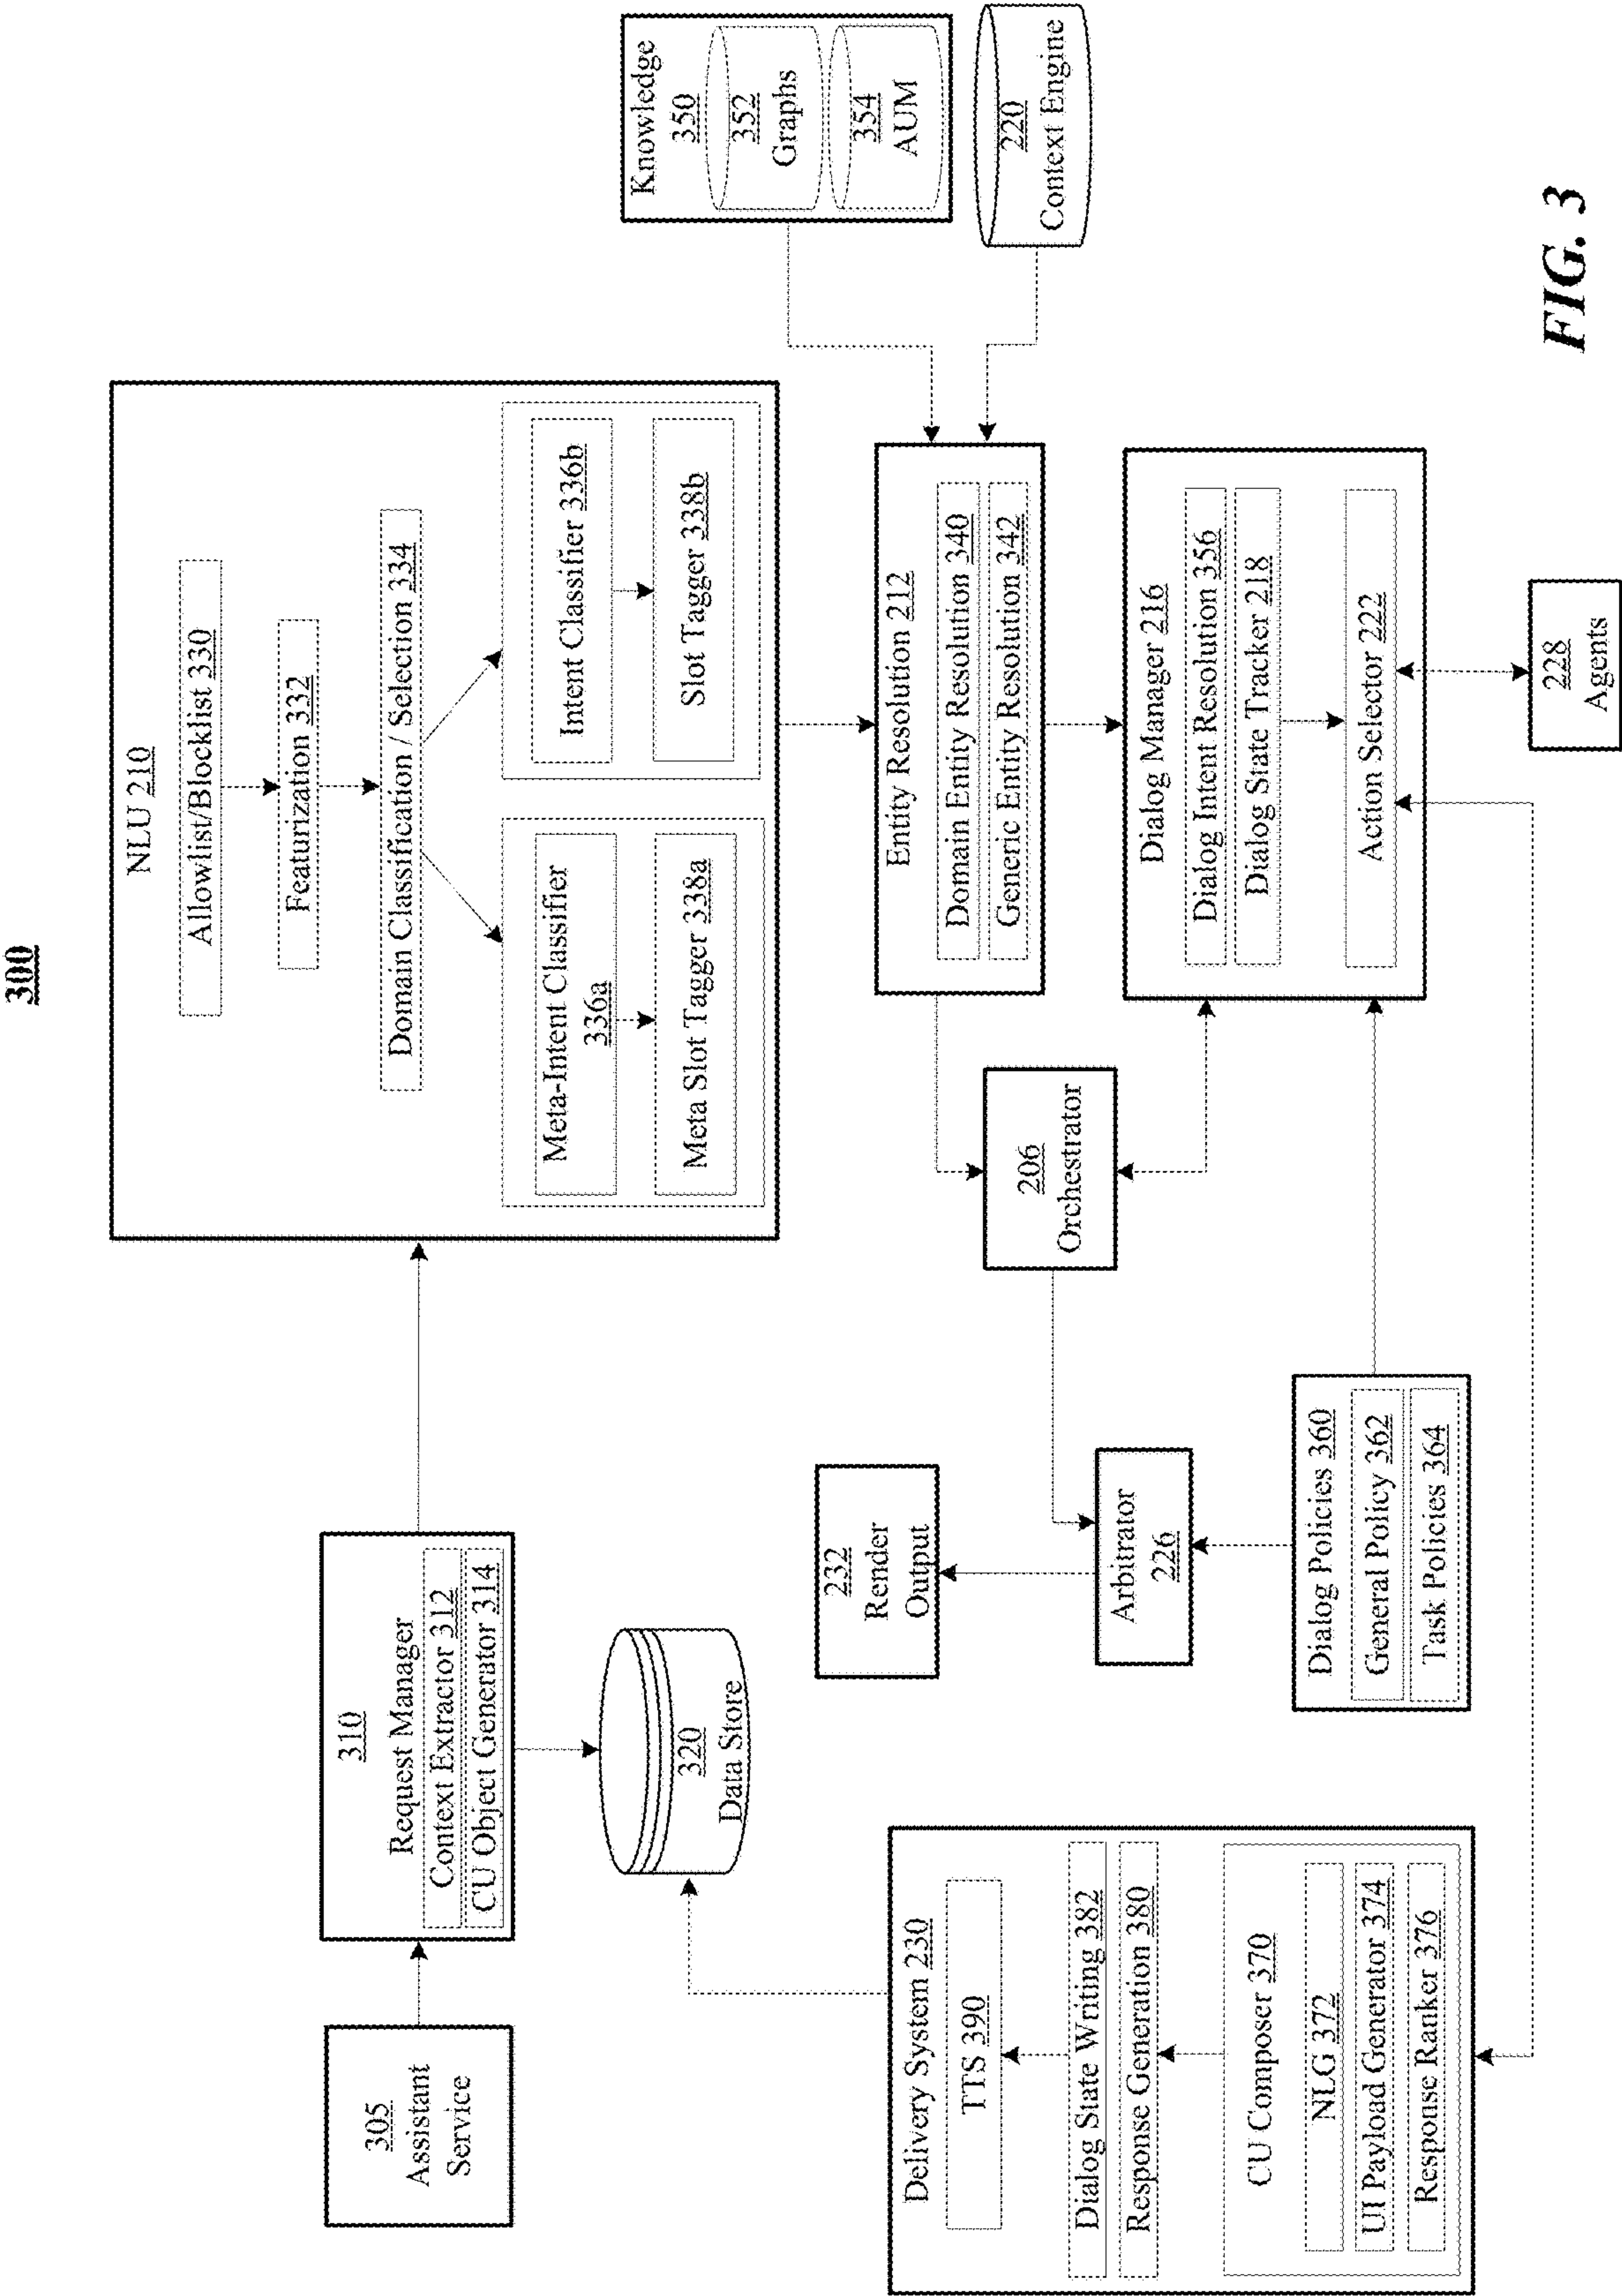 300
305
Assistant
Service
310
Request Manager
Context Extractor 312
CU Object Generator 314
320
Data Store
NLU 210
Allowlist/Blocklist 330
Featurization 332
Domain Classification / Selection 334
Meta-Intent Classifier
336a
Meta Slot Tagger 338a
Intent Classifier 336b
Slot Tagger 338b
Knowledge
350
352
Graphs
354
AUM
220
Context Engine
Entity Resolution 212
Domain Entity Resolution 340
Generic Entity Resolution 342
206
Orchestrator
232
Render
Output
Arbitrator
226
Dialog Manager 216
Dialog Intent Resolution 356
Dialog State Tracker 218
Action Selector 222
228
Agents
Dialog Policies 360
General Policy 362
Task Policies 364
Delivery System 230
TTS 390
Dialog State Writing 382
Response Generation 380
CU Composer 370
NLG 372
UI Payload Generator 374
Response Ranker 376
FIG. 3